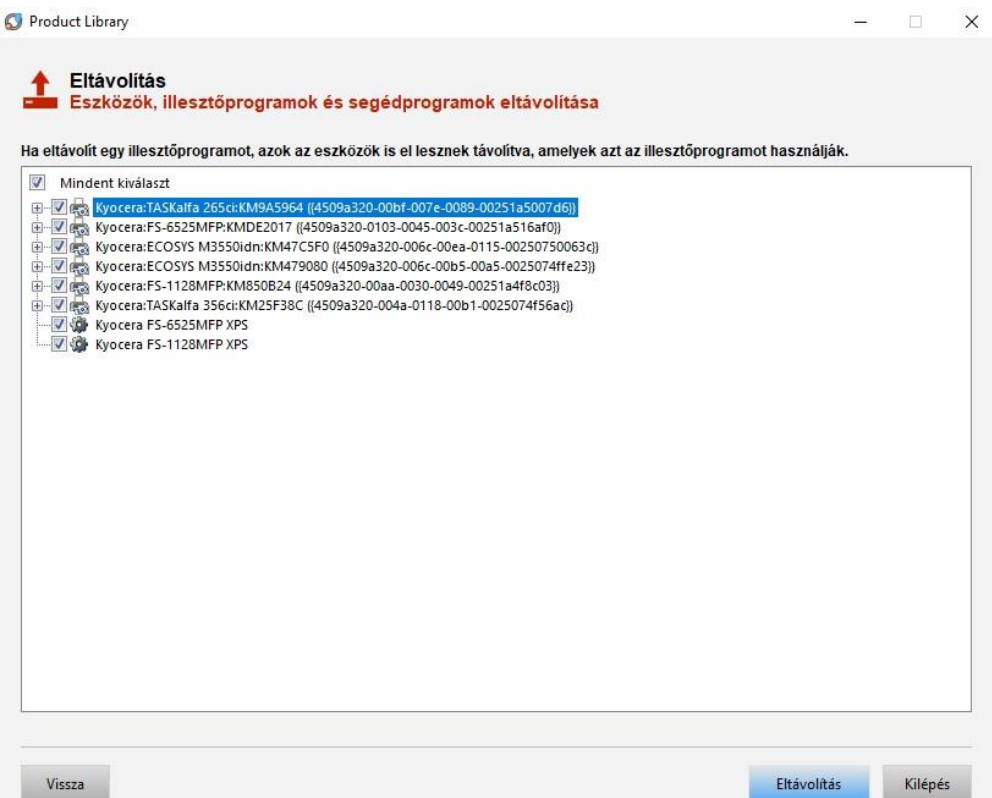 Product Library
Eltávolítás
Eszközök, illesztőprogramok és segédprogramok eltávolítása
Ha eltávolít egy illesztőprogramot, azok az eszközök is el lesznek távolítva, amelyek azt az illesztőprogramot használják.
Mindent kiválaszt
Kyocera:TASKalfa 265ci:KM9A5964 ({4509a320-00bf-007e-0089-00251a5007d6})
Kyocera:FS-6525MFP:KMDE2017 ({4509a320-0103-0045-003c-00251a516af0})
Kyocera:ECOSYS M3550idn:KM47C5F0 ({4509a320-006c-00ea-0115-00250750063c})
Kyocera:ECOSYS M3550idn:KM479080 ({4509a320-006c-00b5-00a5-0025074ffe23})
Kyocera:FS-1128MFP:KM850B24 ({4509a320-00aa-0030-0049-00251a4f8c03})
Kyocera:TASKalfa 356ci:KM25F38C ({4509a320-004a-0118-00b1-0025074f56ac})
Kyocera FS-6525MFP XPS
Kyocera FS-1128MFP XPS
Vissza
Eltávolítás
Kilépés